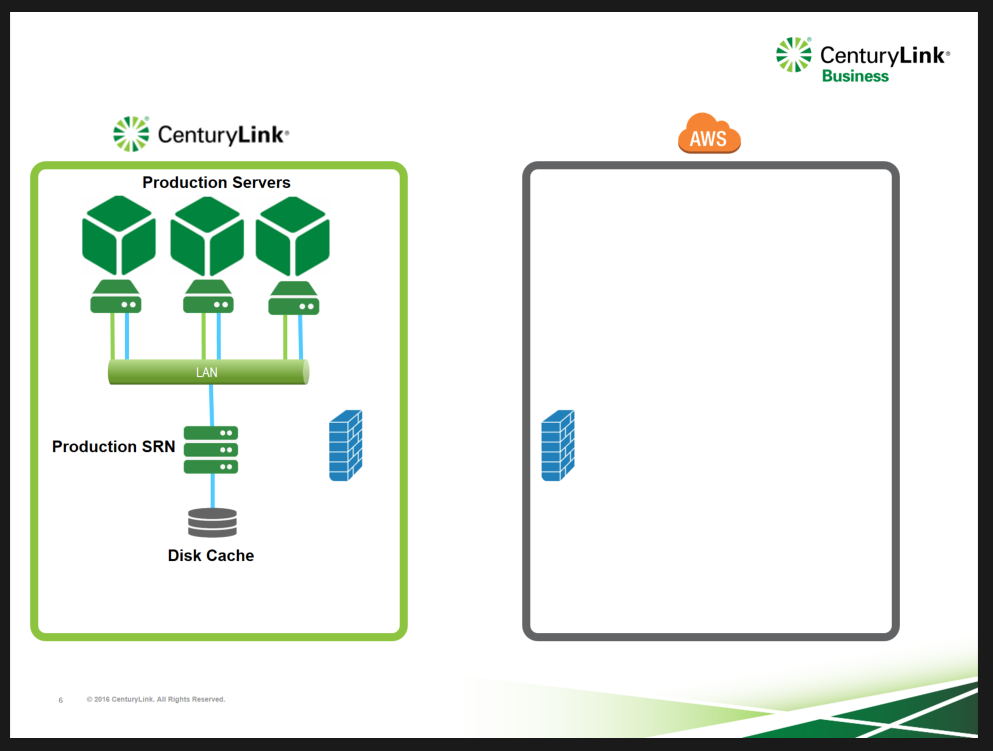 CenturyLink®
Business
CenturyLink®
AWS
Production Servers
LAN
Production SRN
Disk Cache
6 © 2016 CenturyLink. All Rights Reserved.